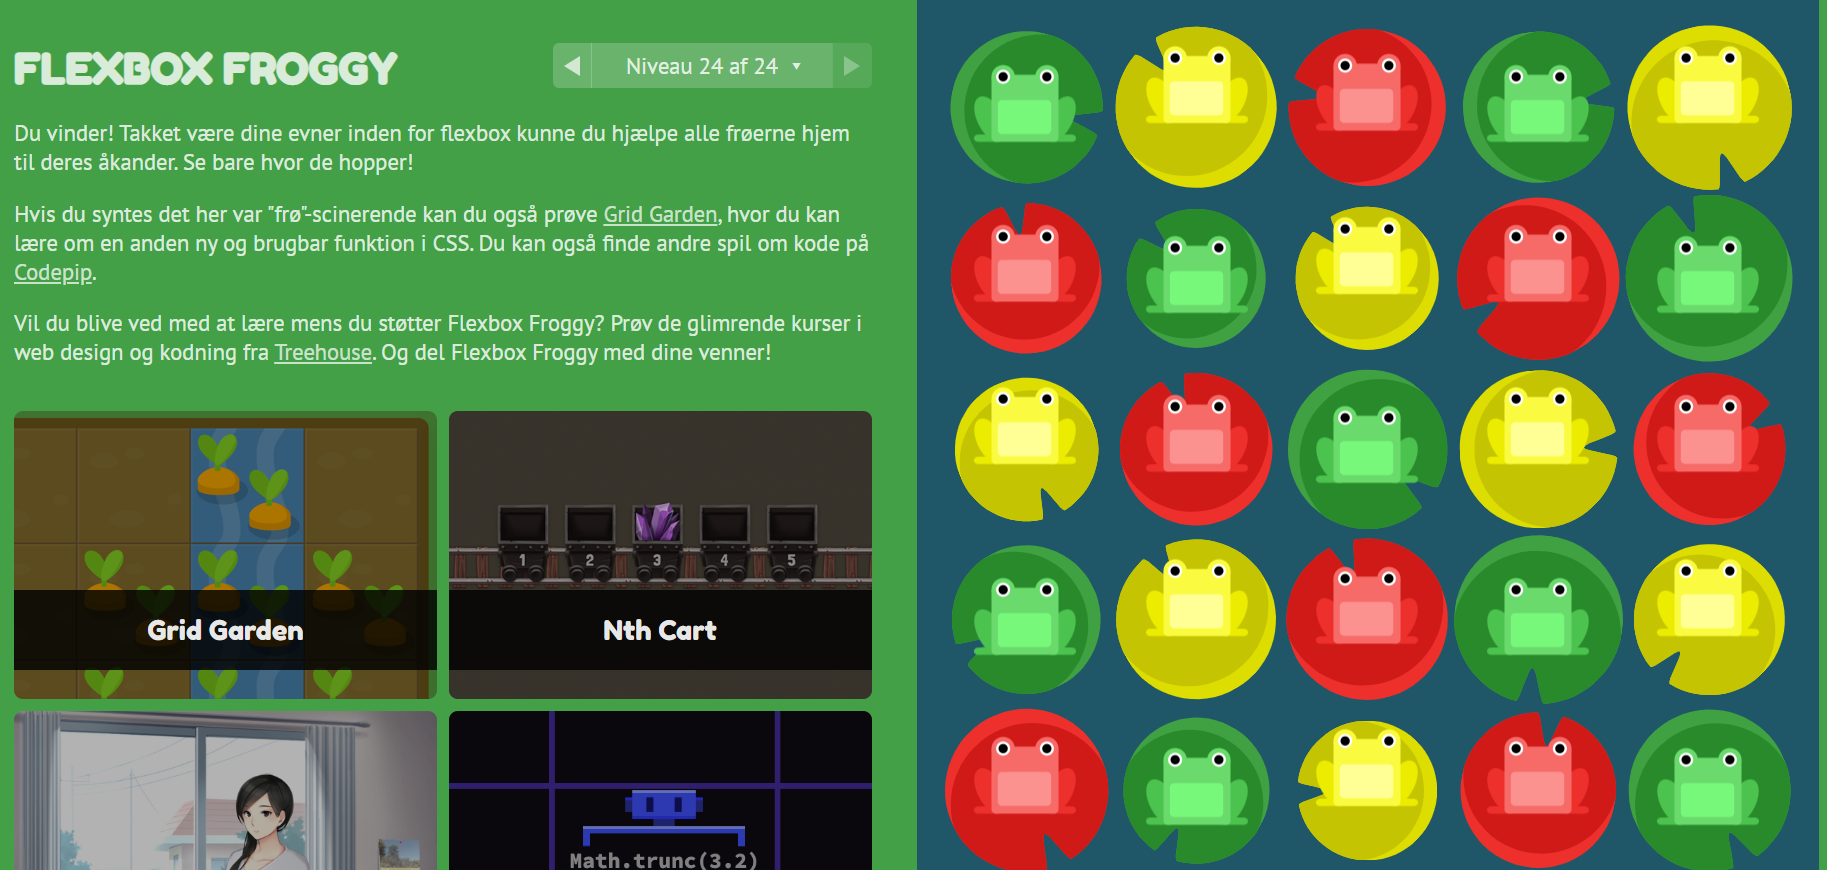 FLEXBOX FROGGY
Niveau 24 af 24
Du vinder! Takket være dine evner inden for flexbox kunne du hjælpe alle frøerne hjem
til deres åkander. Se bare hvor de hopper!
Hvis du syntes det her var "frø"-scinerende kan du også prøve Grid Garden, hvor du kan
lære om en anden ny og brugbar funktion i CSS. Du kan også finde andre spil om kode på
Codepip.
Vil du blive ved med at lære mens du støtter Flexbox Froggy? Prøv de glimrende kurser i
web design og kodning fra Treehouse. Og del Flexbox Froggy med dine venner!
1 2 3 4 5
Grid Garden
Nth Cart
Math.trunc(3.2)